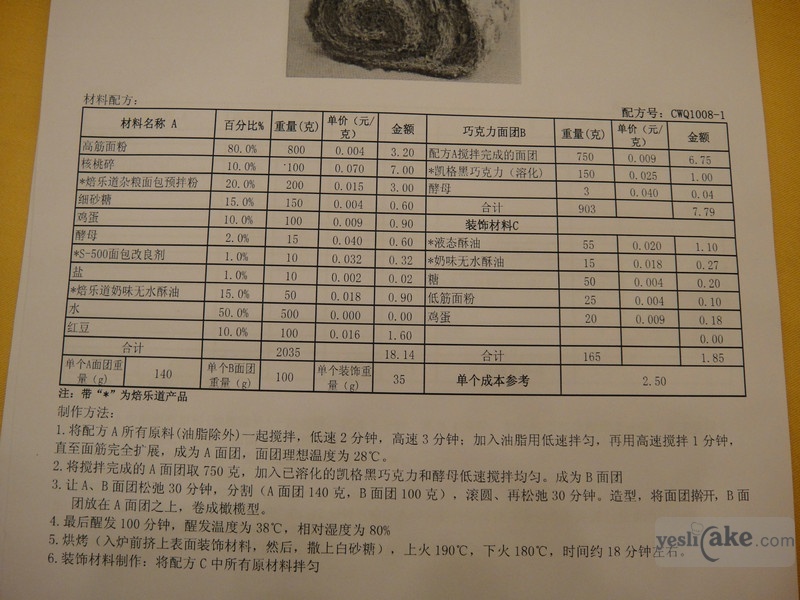 材料配方:
配方号: CWQ1008-1
材料名称 A 百分比% 重量(克) 单价(元/克) 金额
高筋面粉 80.0% 800 0.004 3.20
核桃碎 10.0% 100 0.070 7.00
*焙乐道杂粮面包预拌粉 20.0% 200 0.015 3.00
细砂糖 15.0% 150 0.004 0.60
鸡蛋 10.0% 100 0.009 0.90
酵母 2.0% 15 0.040 0.60
*S-500面包改良剂 1.0% 10 0.032 0.32
盐 1.0% 10 0.002 0.02
*焙乐道奶味无水酥油 15.0% 50 0.018 0.90
水 50.0% 500 0.000 0.00
红豆 10.0% 100 0.016 1.60
合计 2035 18.14
巧克力面团B 重量(克) 单价(元/克) 金额
配方A搅拌完成的面团 750 0.009 6.75
*凯格黑巧克力(溶化) 150 0.025 1.00
酵母 3 0.040 0.04
合计 903 7.79
装饰材料C
*液态酥油 55 0.020 1.10
*奶味无水酥油 15 0.018 0.27
糖 50 0.004 0.20
低筋面粉 25 0.004 0.10
鸡蛋 20 0.009 0.18
0.00
合计 165 1.85
单个A面团重量(g) 140 单个B面团重量(g) 100 单个装饰重量(g) 35 单个成本参考 2.50
注: 带“*”为焙乐道产品
制作方法:
1.将配方A所有原料(油脂除外)一起搅拌,低速2分钟,高速3分钟;加入油脂用低速拌匀,再用高速搅拌1分钟,
直至面筋完全扩展,成为A面团,面团理想温度为28℃。
2.将搅拌完成的A面团取750克,加入已溶化的凯格黑巧克力和酵母低速搅拌均匀。成为B面团
3.让A、B面团松弛30分钟,分割(A面团140克,B面团100克),滚圆、再松弛30分钟。造型,将面团擀开,B面
团放在A面团之上,卷成橄榄型。
4.最后醒发100分钟,醒发温度为38℃,相对湿度为80%
5.烘烤(入炉前挤上表面装饰材料,然后,撒上白砂糖),上火190℃,下火180℃,时间约18分钟左右。
6.装饰材料制作:将配方C中所有原材料拌匀
yesliCake.com